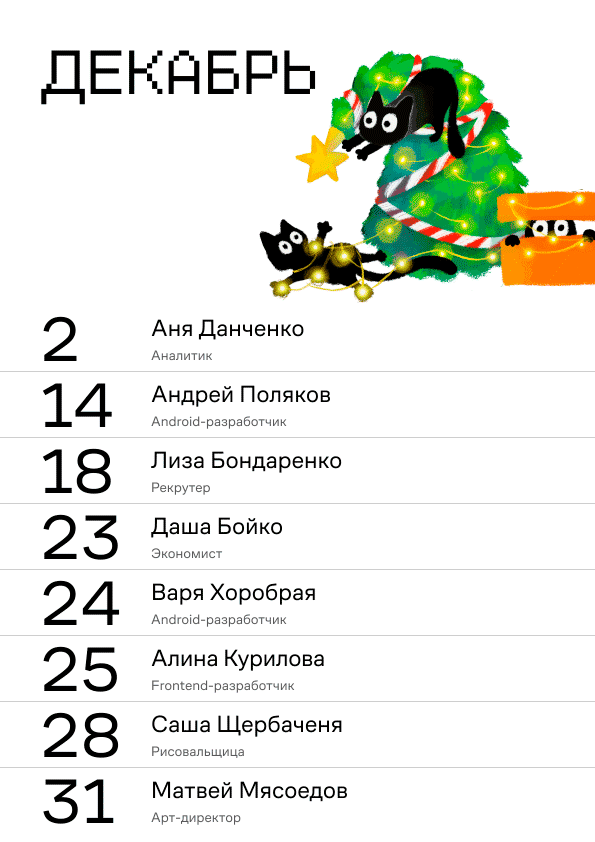 ДЕКАБРЬ
2
Аня Данченко
Аналитик
14
Андрей Поляков
Android-разработчик
18
Лиза Бондаренко
Рекрутер
23
Даша Бойко
Экономист
24
Варя Хоробрая
Android-разработчик
25
Алина Курилова
Frontend-разработчик
28
Саша Щербаченя
Рисовальщица
31
Матвей Мясоедов
Арт-директор